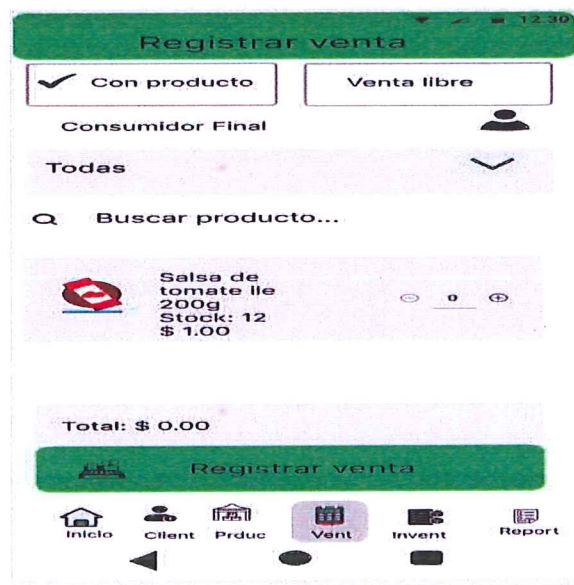 12.30
Registrar venta
Con producto
Venta libre
Consumidor Final
Todas
Buscar producto...
Salsa de
tomate lle
200g
Stock: 12
$ 1.00
0
Total: $ 0.00
Registrar venta
Inicio
Client
Prduc
Vent
Invent
Report